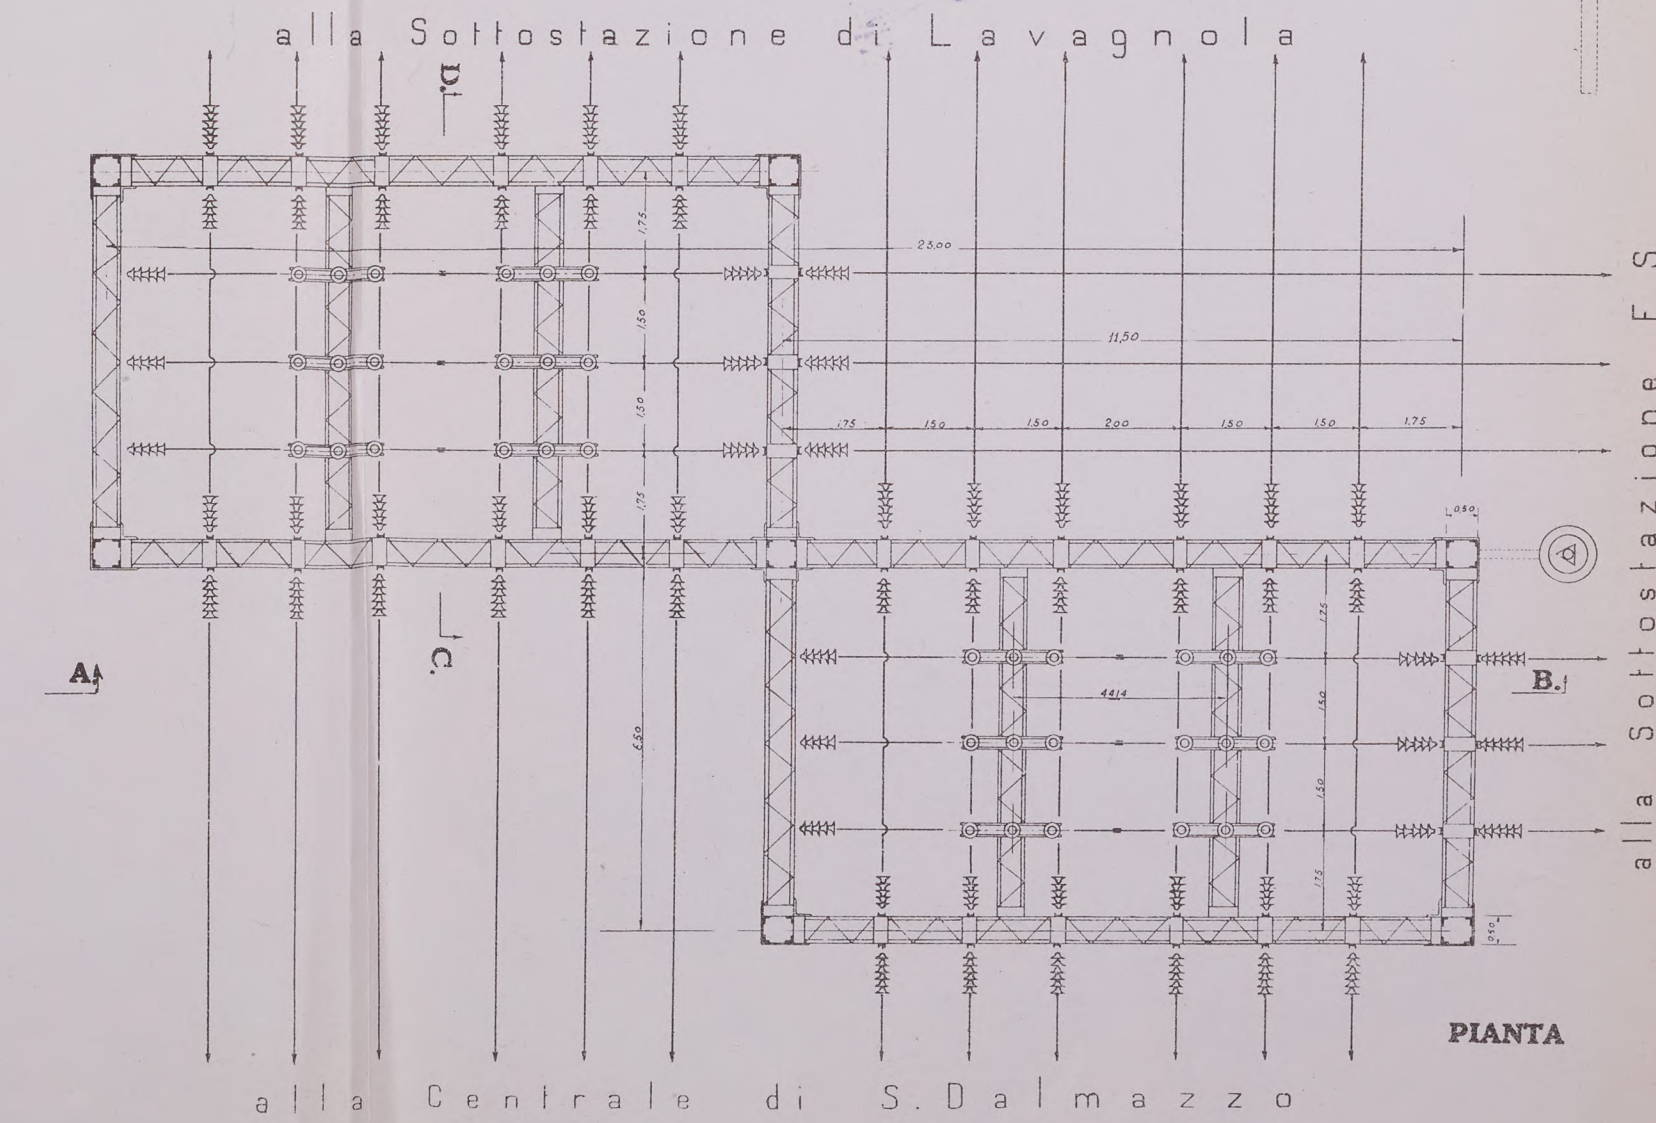 alla Sottostazione di Lavagnola
D.
1,75
23,00
1,50
11,50
1,50
1,75 1,50 1,50 2,00 1,50 1,50 1,75
1,75
0,50
C.
A.
B.
1,75
4414
1,50
6,50
1,50
1,75
0,50
alla Sottostazione F S
PIANTA
alla Centrale di S. Dalmazzo